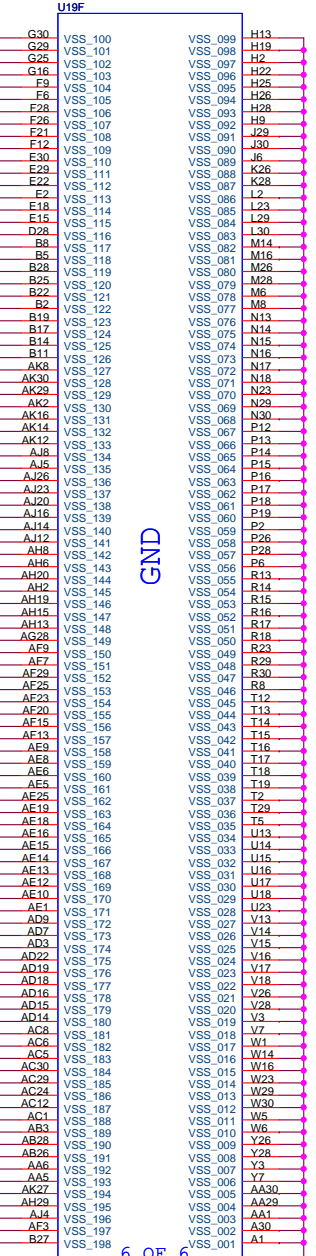 U19F
G30 VSS_100 VSS_099 H13
G29 VSS_101 VSS_098 H19
G25 VSS_102 VSS_097 H2
G16 VSS_103 VSS_096 H22
F9 VSS_104 VSS_095 H25
F6 VSS_105 VSS_094 H26
F28 VSS_106 VSS_093 H28
F26 VSS_107 VSS_092 H9
F21 VSS_108 VSS_091 J29
F12 VSS_109 VSS_090 J30
E30 VSS_110 VSS_089 J6
E29 VSS_111 VSS_088 K26
E22 VSS_112 VSS_087 K28
E2 VSS_113 VSS_086 L2
E18 VSS_114 VSS_085 L23
E15 VSS_115 VSS_084 L29
D28 VSS_116 VSS_083 L30
B8 VSS_117 VSS_082 M14
B5 VSS_118 VSS_081 M16
B28 VSS_119 VSS_080 M26
B25 VSS_120 VSS_079 M28
B22 VSS_121 VSS_078 M6
B2 VSS_122 VSS_077 M8
B19 VSS_123 VSS_076 N13
B17 VSS_124 VSS_075 N14
B14 VSS_125 VSS_074 N15
B11 VSS_126 VSS_073 N16
AK8 VSS_127 VSS_072 N17
AK30 VSS_128 VSS_071 N18
AK29 VSS_129 VSS_070 N23
AK2 VSS_130 VSS_069 N29
AK16 VSS_131 VSS_068 N30
AK14 VSS_132 VSS_067 P12
AK12 VSS_133 VSS_066 P13
AJ8 VSS_134 VSS_065 P14
AJ5 VSS_135 VSS_064 P15
AJ26 VSS_136 VSS_063 P16
AJ23 VSS_137 VSS_062 P17
AJ20 VSS_138 VSS_061 P18
AJ16 VSS_139 VSS_060 P19
AJ14 VSS_140 VSS_059 P2
AJ12 VSS_141 VSS_058 P26
AH8 VSS_142 VSS_057 P28
AH6 VSS_143 VSS_056 P6
AH20 VSS_144 VSS_055 R13
AH2 VSS_145 VSS_054 R14
AH19 VSS_146 VSS_053 R15
AH15 VSS_147 VSS_052 R16
AH13 VSS_148 VSS_051 R17
AG28 VSS_149 VSS_050 R18
AF9 VSS_150 VSS_049 R23
AF7 VSS_151 VSS_048 R29
AF29 VSS_152 VSS_047 R30
AF25 VSS_153 VSS_046 R8
AF23 VSS_154 VSS_045 T12
AF20 VSS_155 VSS_044 T13
AF15 VSS_156 VSS_043 T14
AF13 VSS_157 VSS_042 T15
AE9 VSS_158 VSS_041 T16
AE8 VSS_159 VSS_040 T17
AE6 VSS_160 VSS_039 T18
AE5 VSS_161 VSS_038 T19
AE25 VSS_162 VSS_037 T2
AE19 VSS_163 VSS_036 T29
AE18 VSS_164 VSS_035 T5
AE16 VSS_165 VSS_034 U13
AE15 VSS_166 VSS_033 U14
AE14 VSS_167 VSS_032 U15
AE13 VSS_168 VSS_031 U16
AE12 VSS_169 VSS_030 U17
AE10 VSS_170 VSS_029 U18
AE1 VSS_171 VSS_028 U23
AD9 VSS_172 VSS_027 V13
AD7 VSS_173 VSS_026 V14
AD3 VSS_174 VSS_025 V15
AD22 VSS_175 VSS_024 V16
AD19 VSS_176 VSS_023 V17
AD18 VSS_177 VSS_022 V18
AD16 VSS_178 VSS_021 V26
AD15 VSS_179 VSS_020 V28
AD14 VSS_180 VSS_019 V3
AC8 VSS_181 VSS_018 V7
AC6 VSS_182 VSS_017 W1
AC5 VSS_183 VSS_016 W14
AC30 VSS_184 VSS_015 W16
AC29 VSS_185 VSS_014 W23
AC24 VSS_186 VSS_013 W29
AC12 VSS_187 VSS_012 W30
AC1 VSS_188 VSS_011 W5
AB3 VSS_189 VSS_010 W6
AB28 VSS_190 VSS_009 Y26
AB26 VSS_191 VSS_008 Y28
AA6 VSS_192 VSS_007 Y3
AA5 VSS_193 VSS_006 Y7
AK27 VSS_194 VSS_005 AA30
AH29 VSS_195 VSS_004 AA29
AJ4 VSS_196 VSS_003 AA1
AF3 VSS_197 VSS_002 A30
B27 VSS_198 VSS_001 A1
GND
6 OF 6